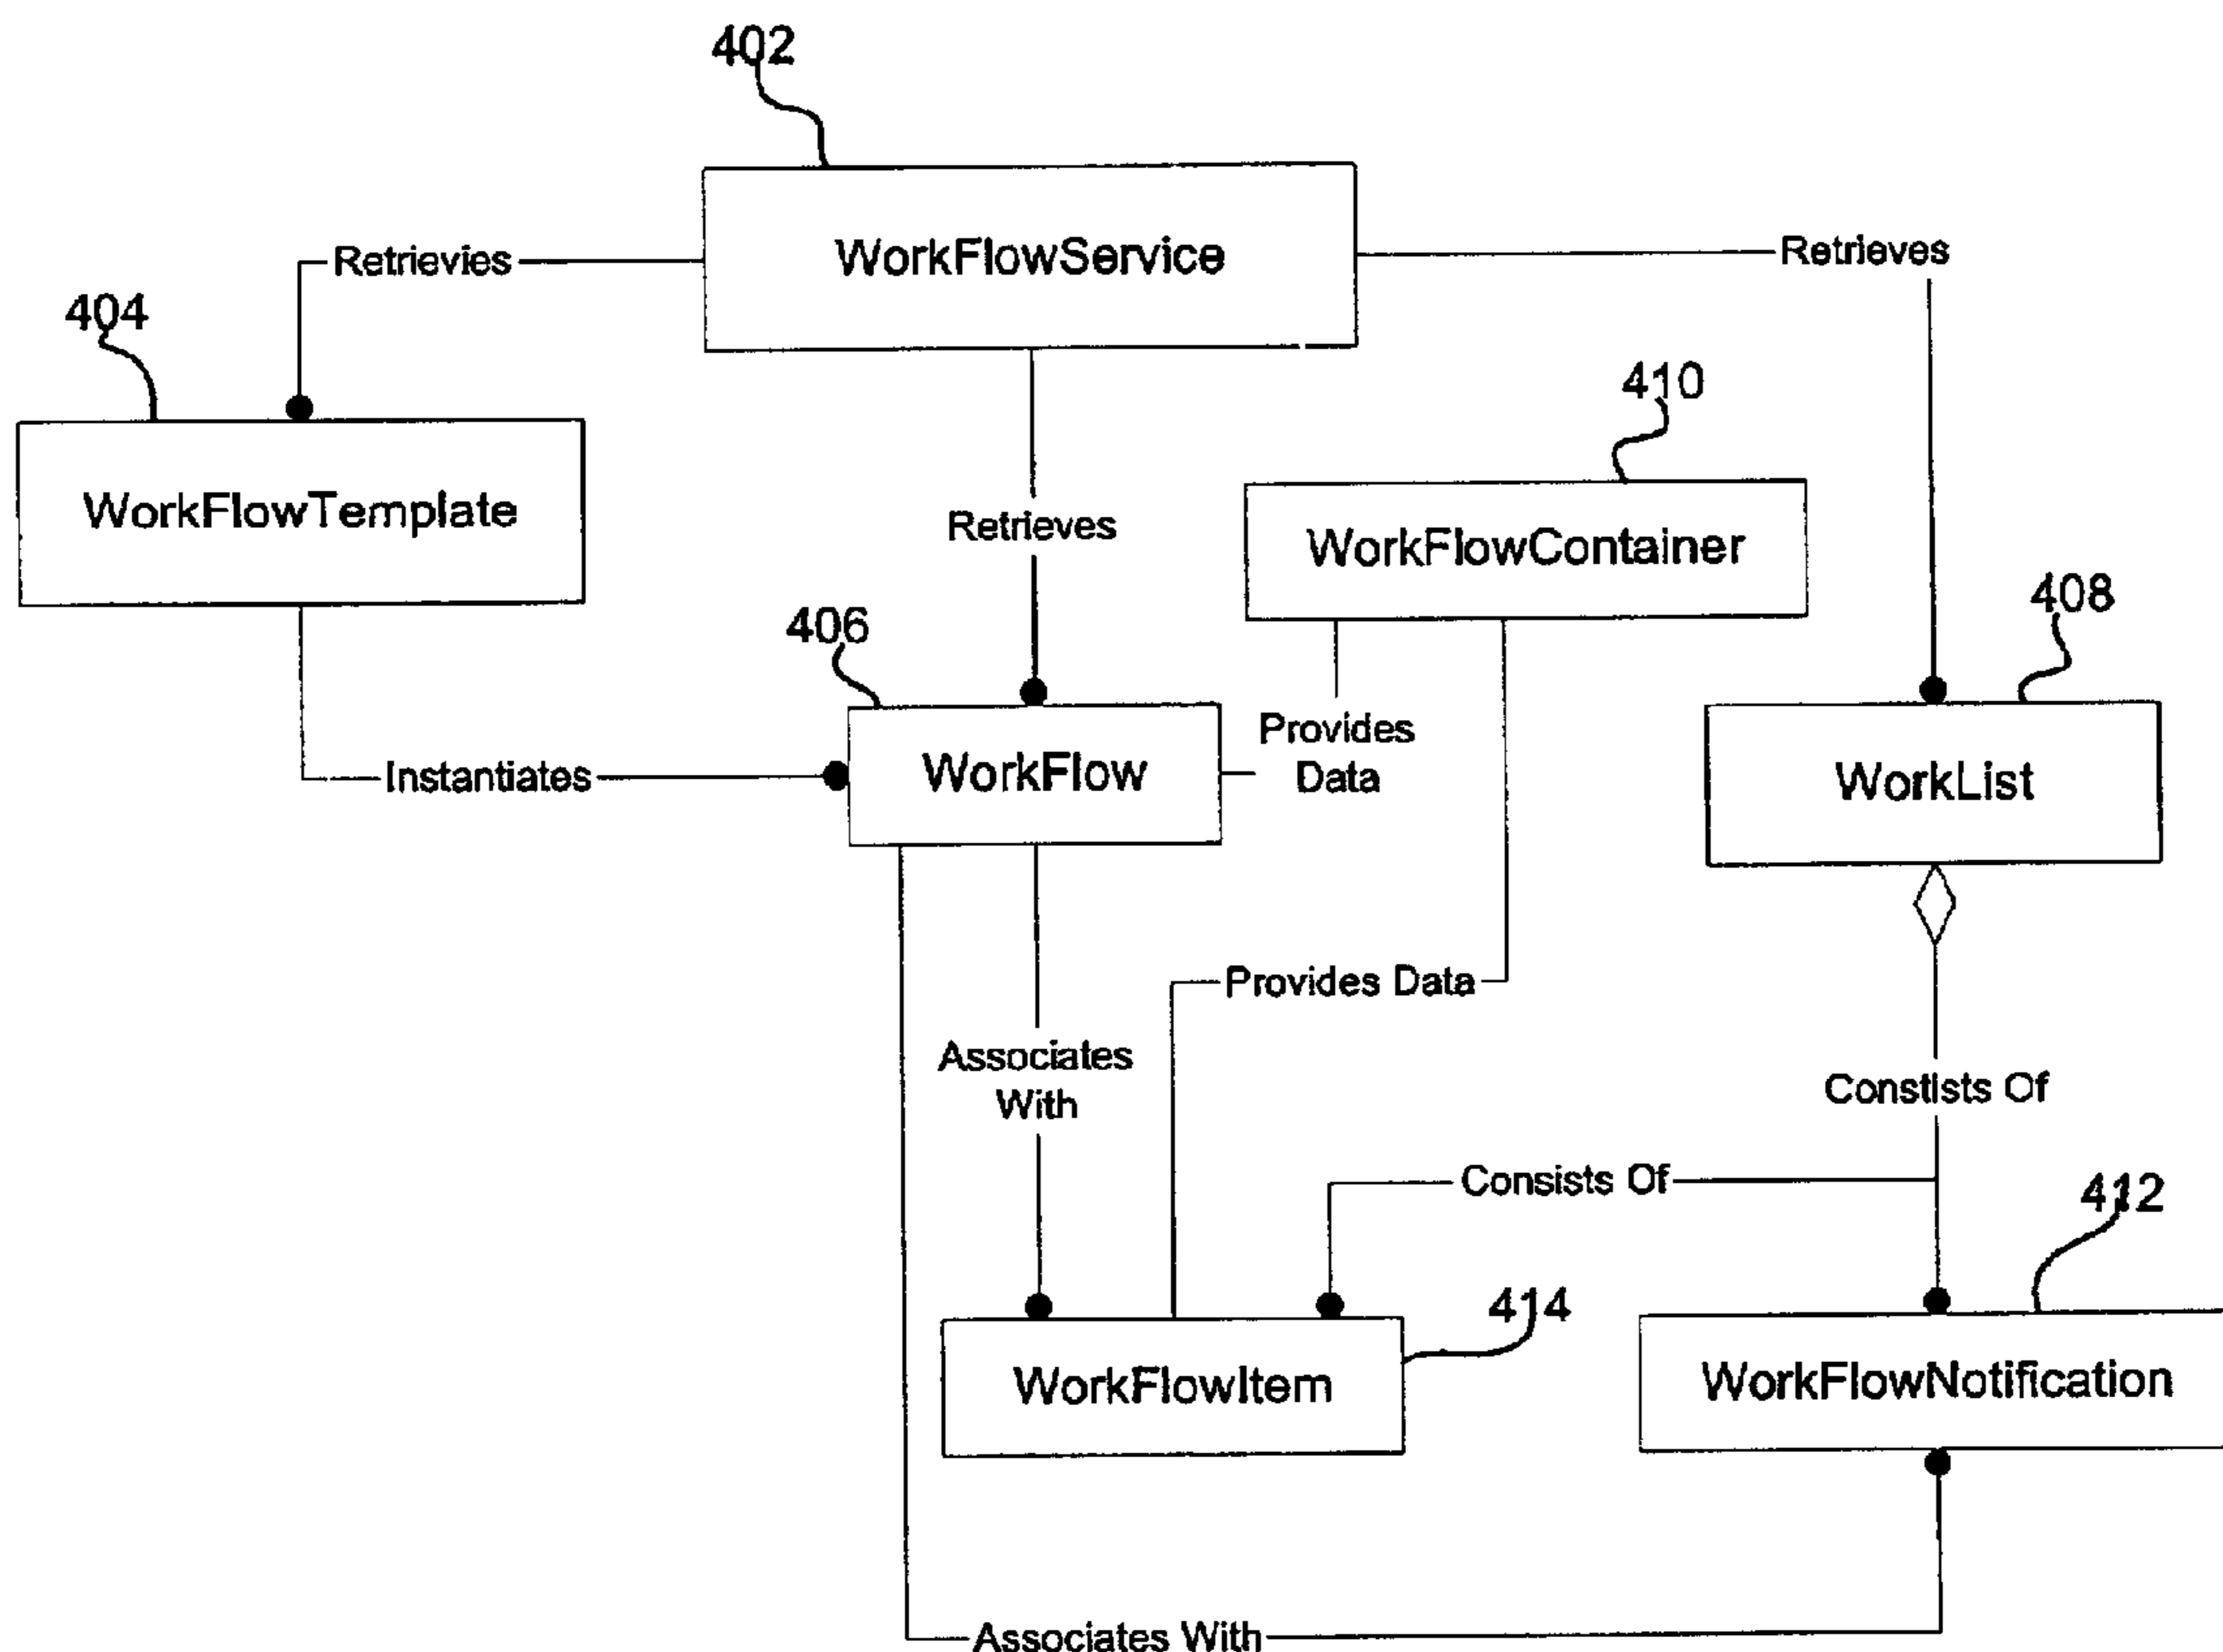 402
WorkFlowService
Retrievies
Retrieves
404
410
WorkFlowTemplate
Retrieves
WorkFlowContainer
408
406
Provides
Data
WorkFlow
Instantiates
WorkList
Provides Data
Associates
With
Constists Of
Consists Of
412
414
WorkFlowItem
WorkFlowNotification
Associates With